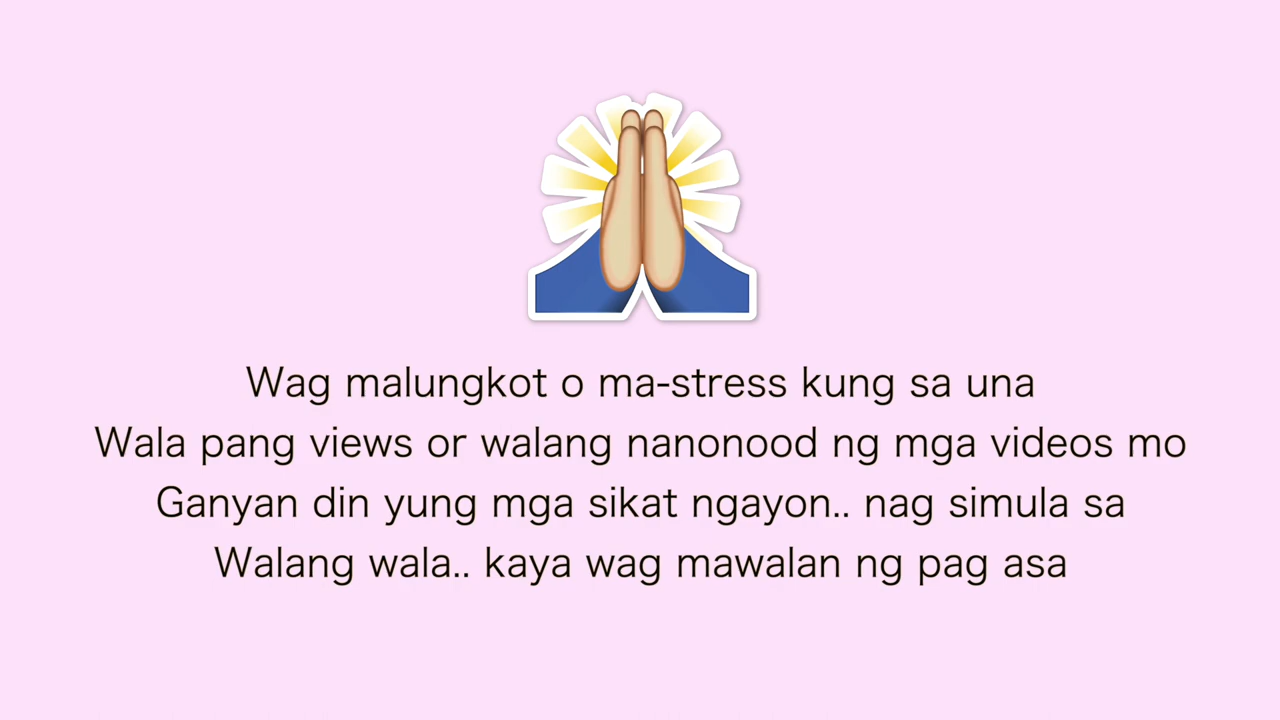 Wag malungkot o ma-stress kung sa una
Wala pang views or walang nanonood ng mga videos mo
Ganyan din yung mga sikat ngayon.. nag simula sa
Walang wala.. kaya wag mawalan ng pag asa